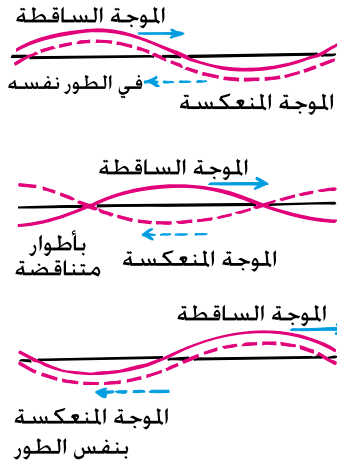 الموجة الساقطة
في الطور نفسه
الموجة المنعكسة
الموجة الساقطة
بأطوار
متناقضة
الموجة المنعكسة
الموجة الساقطة
الموجة المنعكسة
بنفس الطور